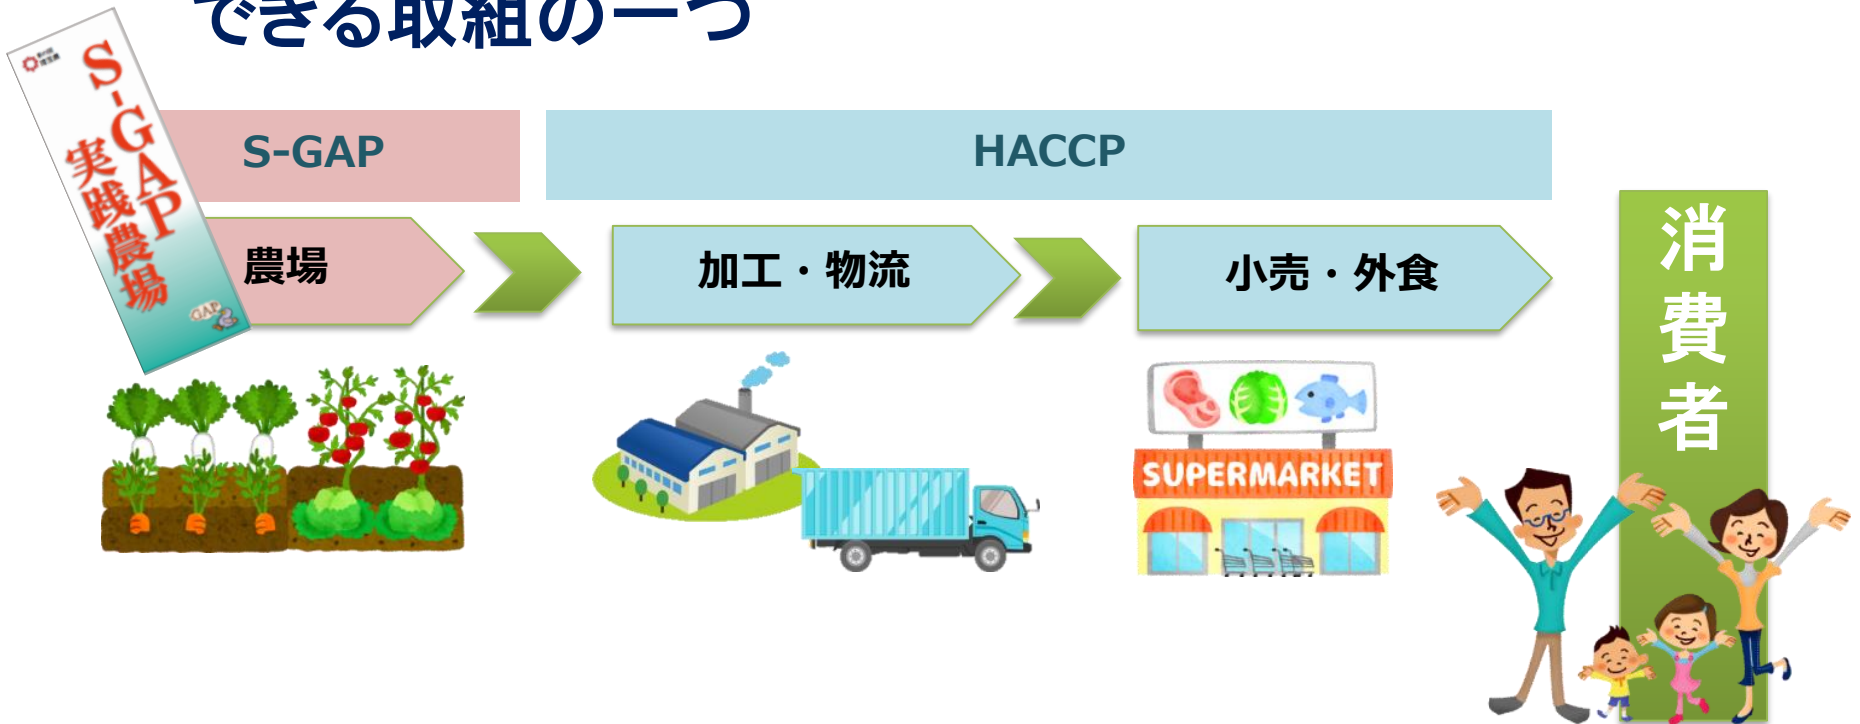 できる取組の一つ
S-GAP
実践農場
GAP
S-GAP
HACCP
農場
加工・物流
小売・外食
消費者
SUPERMARKET